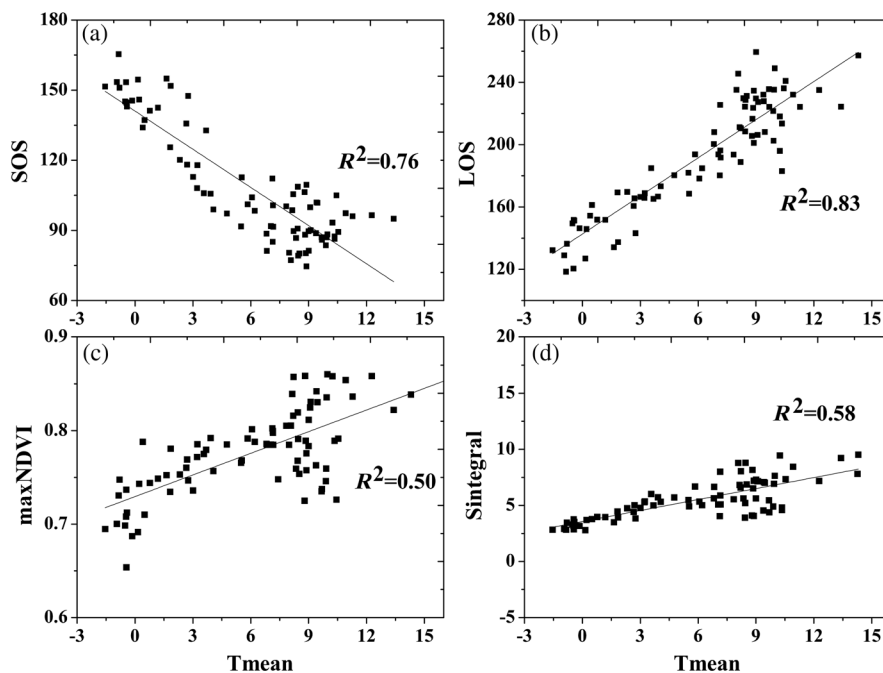 (a)
SOS
180
150
120
90
60
R²=0.76
-3 0 3 6 9 12 15
(b)
LOS
280
240
200
160
120
R²=0.83
-3 0 3 6 9 12 15
(c)
maxNDVI
0.9
0.8
0.7
0.6
R²=0.50
-3 0 3 6 9 12 15
Tmean
(d)
Sintegral
20
15
10
5
0
-5
R²=0.58
-3 0 3 6 9 12 15
Tmean